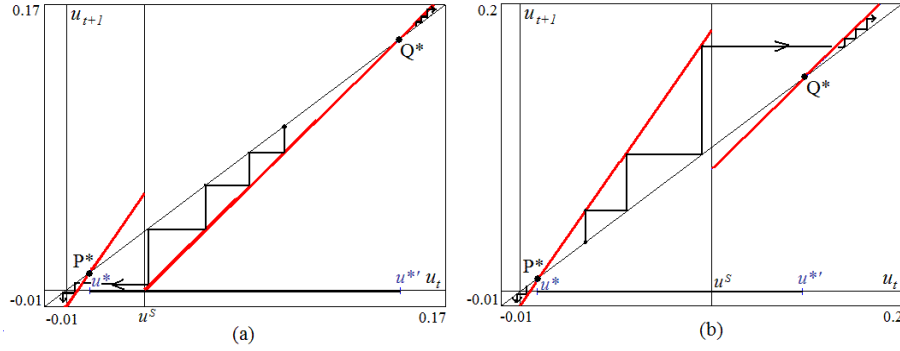 0.17
u_{t+1}
Q*
P*
u*
u*'
u_t
-0.01
-0.01
u^S
0.17
(a)
0.2
u_{t+1}
Q*
P*
u*
u^S
u*'
u_t
-0.01
-0.01
0.2
(b)